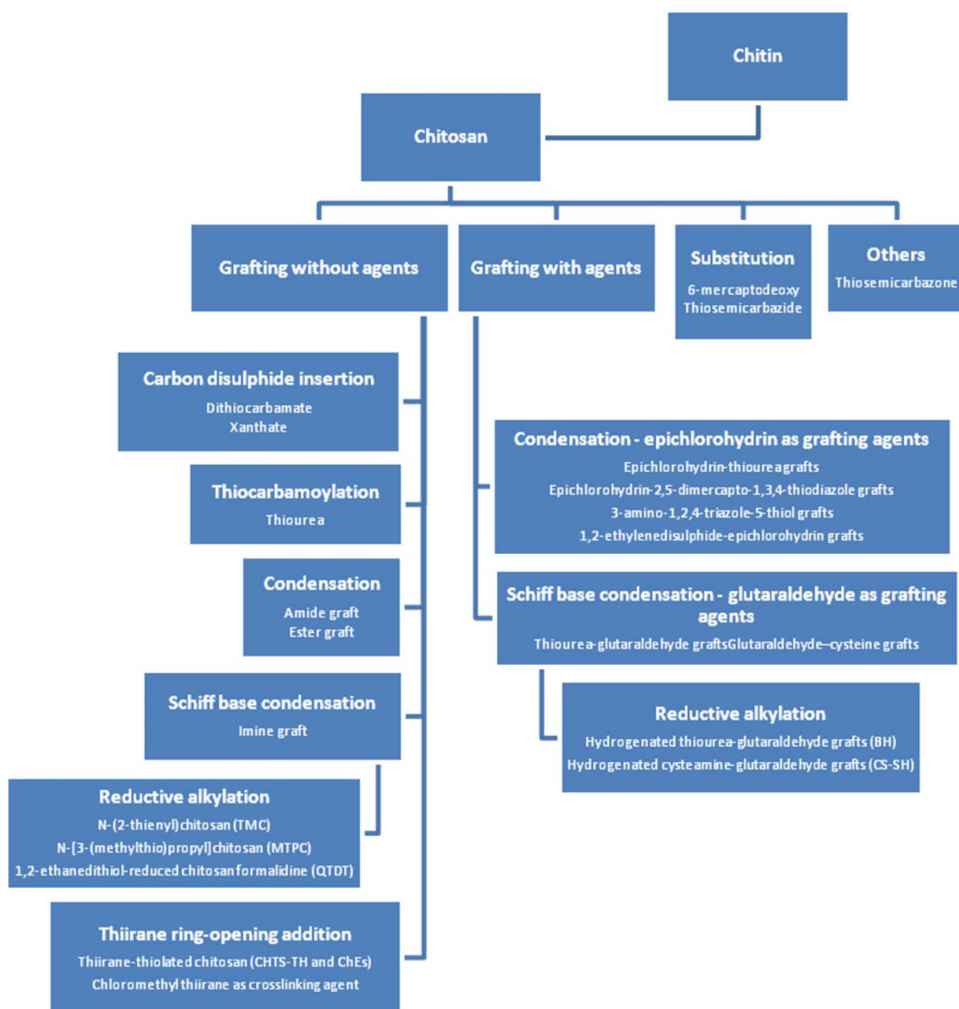 Chitin
Chitosan
Grafting without agents
Grafting with agents
Substitution
6-mercaptodeoxy
Thiosemicarbazide
Others
Thiosemicarbazone
Carbon disulphide insertion
Dithiocarbamate
Xanthate
Thiocarbamoylation
Thiourea
Condensation
Amide graft
Ester graft
Schiff base condensation
Imine graft
Reductive alkylation
N-(2-thienyl)chitosan (TMC)
N-[3-(methylthio)propyl]chitosan (MTPC)
1,2-ethanedithiol-reduced chitosan formalidine (QTDT)
Thiirane ring-opening addition
Thiirane-thiolated chitosan (CHTS-TH and ChEs)
Chloromethyl thiirane as crosslinking agent
Condensation - epichlorohydrin as grafting agents
Epichlorohydrin-thiourea grafts
Epichlorohydrin-2,5-dimercapto-1,3,4-thiodiazole grafts
3-amino-1,2,4-triazole-5-thiol grafts
1,2-ethylenedisulphide-epichlorohydrin grafts
Schiff base condensation - glutaraldehyde as grafting
agents
Thiourea-glutaraldehyde graftsGlutaraldehyde–cysteine grafts
Reductive alkylation
Hydrogenated thiourea-glutaraldehyde grafts (BH)
Hydrogenated cysteamine-glutaraldehyde grafts (CS-SH)